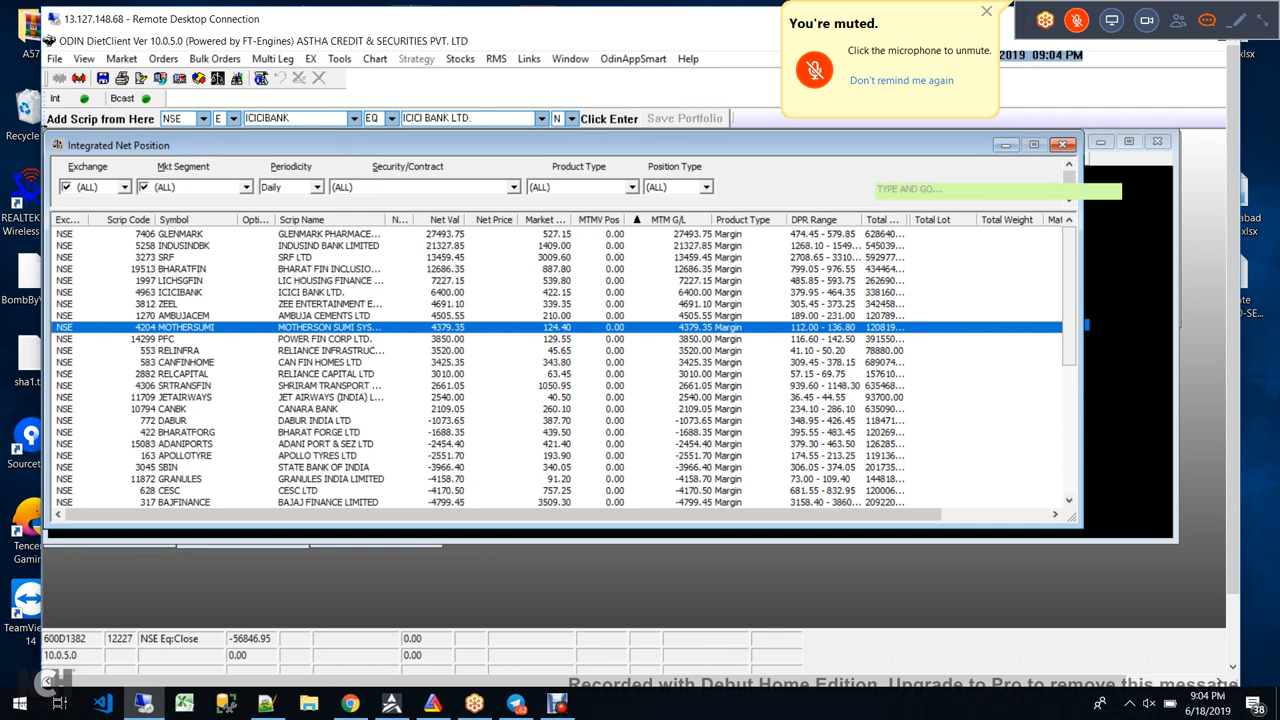 13.127.148.68 - Remote Desktop Connection
You're muted.
Click the microphone to unmute.
Don't remind me again
ODIN DietClient Ver 10.0.5.0 (Powered by FT-Engines) ASTHA CREDIT & SECURITIES PVT. LTD
2019 09:04 PM
File View Market Orders Bulk Orders Multi Leg EX Tools Chart Strategy Stocks RMS Links Window OdinAppSmart Help
Int Bcast
Add Scrip from Here NSE E ICICIBANK EQ ICICI BANK LTD. N Click Enter Save Portfolio
Integrated Net Position
Exchange Mkt Segment Periodicity Security/Contract Product Type Position Type
(ALL) (ALL) Daily (ALL) (ALL) (ALL)
TYPE AND GO...
Exc... Scrip Code Symbol Opti... Scrip Name N... Net Val Net Price Market ... MTMV Pos MTM G/L Product Type DPR Range Total ... Total Lot Total Weight Mat
NSE 7406 GLENMARK GLENMARK PHARMACE... 27493.75 527.15 0.00 27493.75 Margin 474.45 - 579.85 628640...
NSE 5258 INDUSINDBK INDUSIND BANK LIMITED 21327.85 1409.00 0.00 21327.85 Margin 1268.10 - 1549... 545039...
NSE 3273 SRF SRF LTD 13459.45 3009.60 0.00 13459.45 Margin 2708.65 - 3310... 592977...
NSE 19513 BHARATFIN BHARAT FIN INCLUSIO... 12686.35 887.80 0.00 12686.35 Margin 799.05 - 976.55 434464...
NSE 1997 LICHSGFIN LIC HOUSING FINANCE ... 7227.15 539.80 0.00 7227.15 Margin 485.85 - 593.75 262690...
NSE 4963 ICICIBANK ICICI BANK LTD. 6400.00 422.15 0.00 6400.00 Margin 379.95 - 464.35 338160...
NSE 3812 ZEEL ZEE ENTERTAINMENT E... 4691.10 339.35 0.00 4691.10 Margin 305.45 - 373.25 342458...
NSE 1270 AMBUJACEM AMBUJA CEMENTS LTD 4505.55 210.00 0.00 4505.55 Margin 189.00 - 231.00 120789...
NSE 4204 MOTHERSUMI MOTHERSON SUMI SYS... 4379.35 124.40 0.00 4379.35 Margin 112.00 - 136.80 120819...
NSE 14299 PFC POWER FIN CORP LTD. 3850.00 129.55 0.00 3850.00 Margin 116.60 - 142.50 391550...
NSE 553 RELINFRA RELIANCE INFRASTRUC... 3520.00 45.65 0.00 3520.00 Margin 41.10 - 50.20 78880.00
NSE 583 CANFINHOME CAN FIN HOMES LTD 3425.35 343.80 0.00 3425.35 Margin 309.45 - 378.15 689074...
NSE 2882 RELCAPITAL RELIANCE CAPITAL LTD 3010.00 63.45 0.00 3010.00 Margin 57.15 - 69.75 157610...
NSE 4306 SRTRANSFIN SHRIRAM TRANSPORT ... 2661.05 1050.95 0.00 2661.05 Margin 939.60 - 1148.30 635468...
NSE 11709 JETAIRWAYS JET AIRWAYS (INDIA) L... 2540.00 40.50 0.00 2540.00 Margin 36.45 - 44.55 93700.00
NSE 10794 CANBK CANARA BANK 2109.05 260.10 0.00 2109.05 Margin 234.10 - 286.10 635090...
NSE 772 DABUR DABUR INDIA LTD -1073.65 387.70 0.00 -1073.65 Margin 348.95 - 426.45 118471...
NSE 422 BHARATFORG BHARAT FORGE LTD -1688.35 439.50 0.00 -1688.35 Margin 395.55 - 483.45 120269...
NSE 15083 ADANIPORTS ADANI PORT & SEZ LTD -2454.40 421.40 0.00 -2454.40 Margin 379.30 - 463.50 126285...
NSE 163 APOLLOTYRE APOLLO TYRES LTD -2551.70 193.90 0.00 -2551.70 Margin 174.55 - 213.25 119136...
NSE 3045 SBIN STATE BANK OF INDIA -3966.40 340.05 0.00 -3966.40 Margin 306.05 - 374.05 201735...
NSE 11872 GRANULES GRANULES INDIA LIMITED -4158.70 91.20 0.00 -4158.70 Margin 73.00 - 109.40 144818...
NSE 628 CESC CESC LTD -4170.50 757.25 0.00 -4170.50 Margin 681.55 - 832.95 120006...
NSE 317 BAJFINANCE BAJAJ FINANCE LIMITED -4799.45 3509.30 0.00 -4799.45 Margin 3158.40 - 3860... 209220...
600D1382 12227 NSE Eq:Close -56846.95 0.00
10.0.5.0 0.00 0.00
A57
Recycle
REALTEK
Wireless
BombByV
sha1.t
Sourcet
Tencer
Gamin
TeamView
14
xlsx
abad
xlsx
ate
0-SE...
NCH
Recorded with Debut Home Edition. Upgrade to Pro to remove this message
9:04 PM
6/18/2019
38